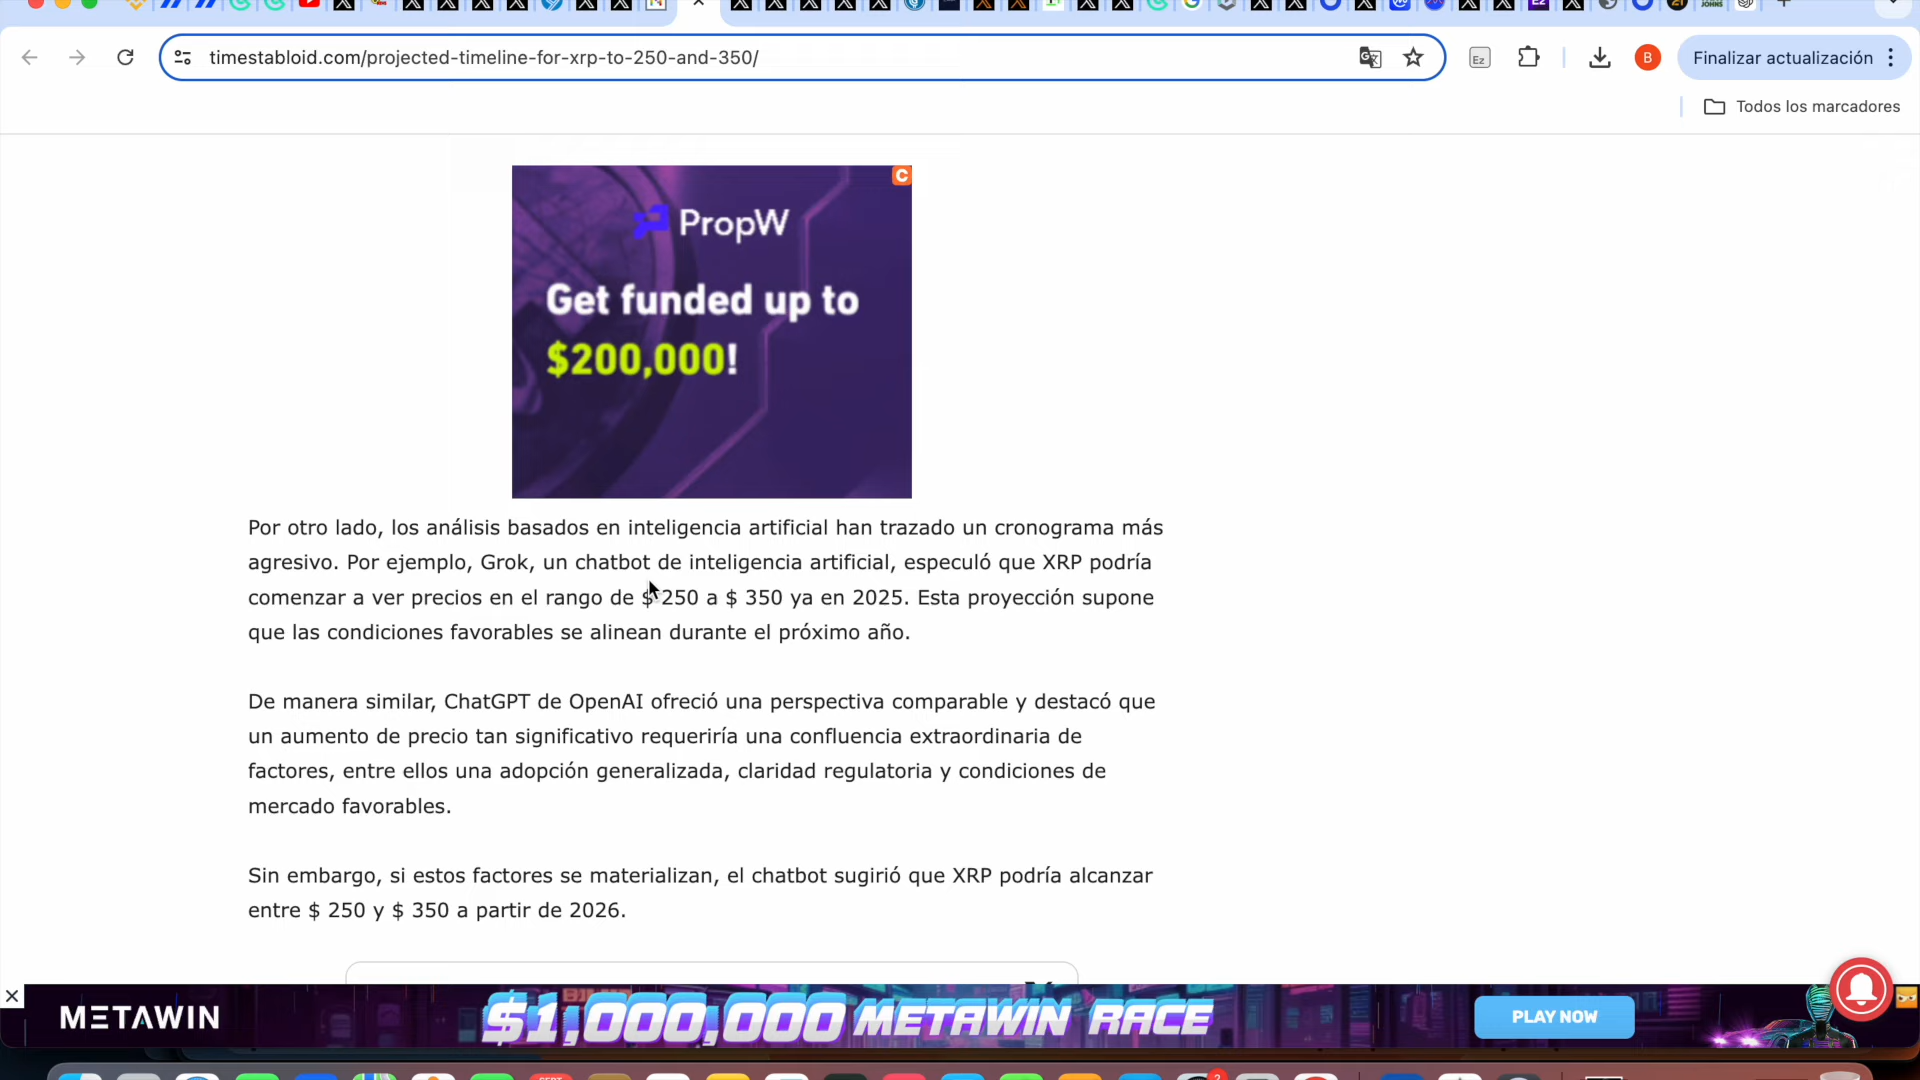 timestabloid.com/projected-timeline-for-xrp-to-250-and-350/
Ez
B
Finalizar actualización
Todos los marcadores
C
PropW
Get funded up to
$200,000!
Por otro lado, los análisis basados en inteligencia artificial han trazado un cronograma más
agresivo. Por ejemplo, Grok, un chatbot de inteligencia artificial, especuló que XRP podría
comenzar a ver precios en el rango de $ 250 a $ 350 ya en 2025. Esta proyección supone
que las condiciones favorables se alinean durante el próximo año.
De manera similar, ChatGPT de OpenAI ofreció una perspectiva comparable y destacó que
un aumento de precio tan significativo requeriría una confluencia extraordinaria de
factores, entre ellos una adopción generalizada, claridad regulatoria y condiciones de
mercado favorables.
Sin embargo, si estos factores se materializan, el chatbot sugirió que XRP podría alcanzar
entre $ 250 y $ 350 a partir de 2026.
METAWIN
$1,000,000 METAWIN RACE
PLAY NOW
SEPT
2